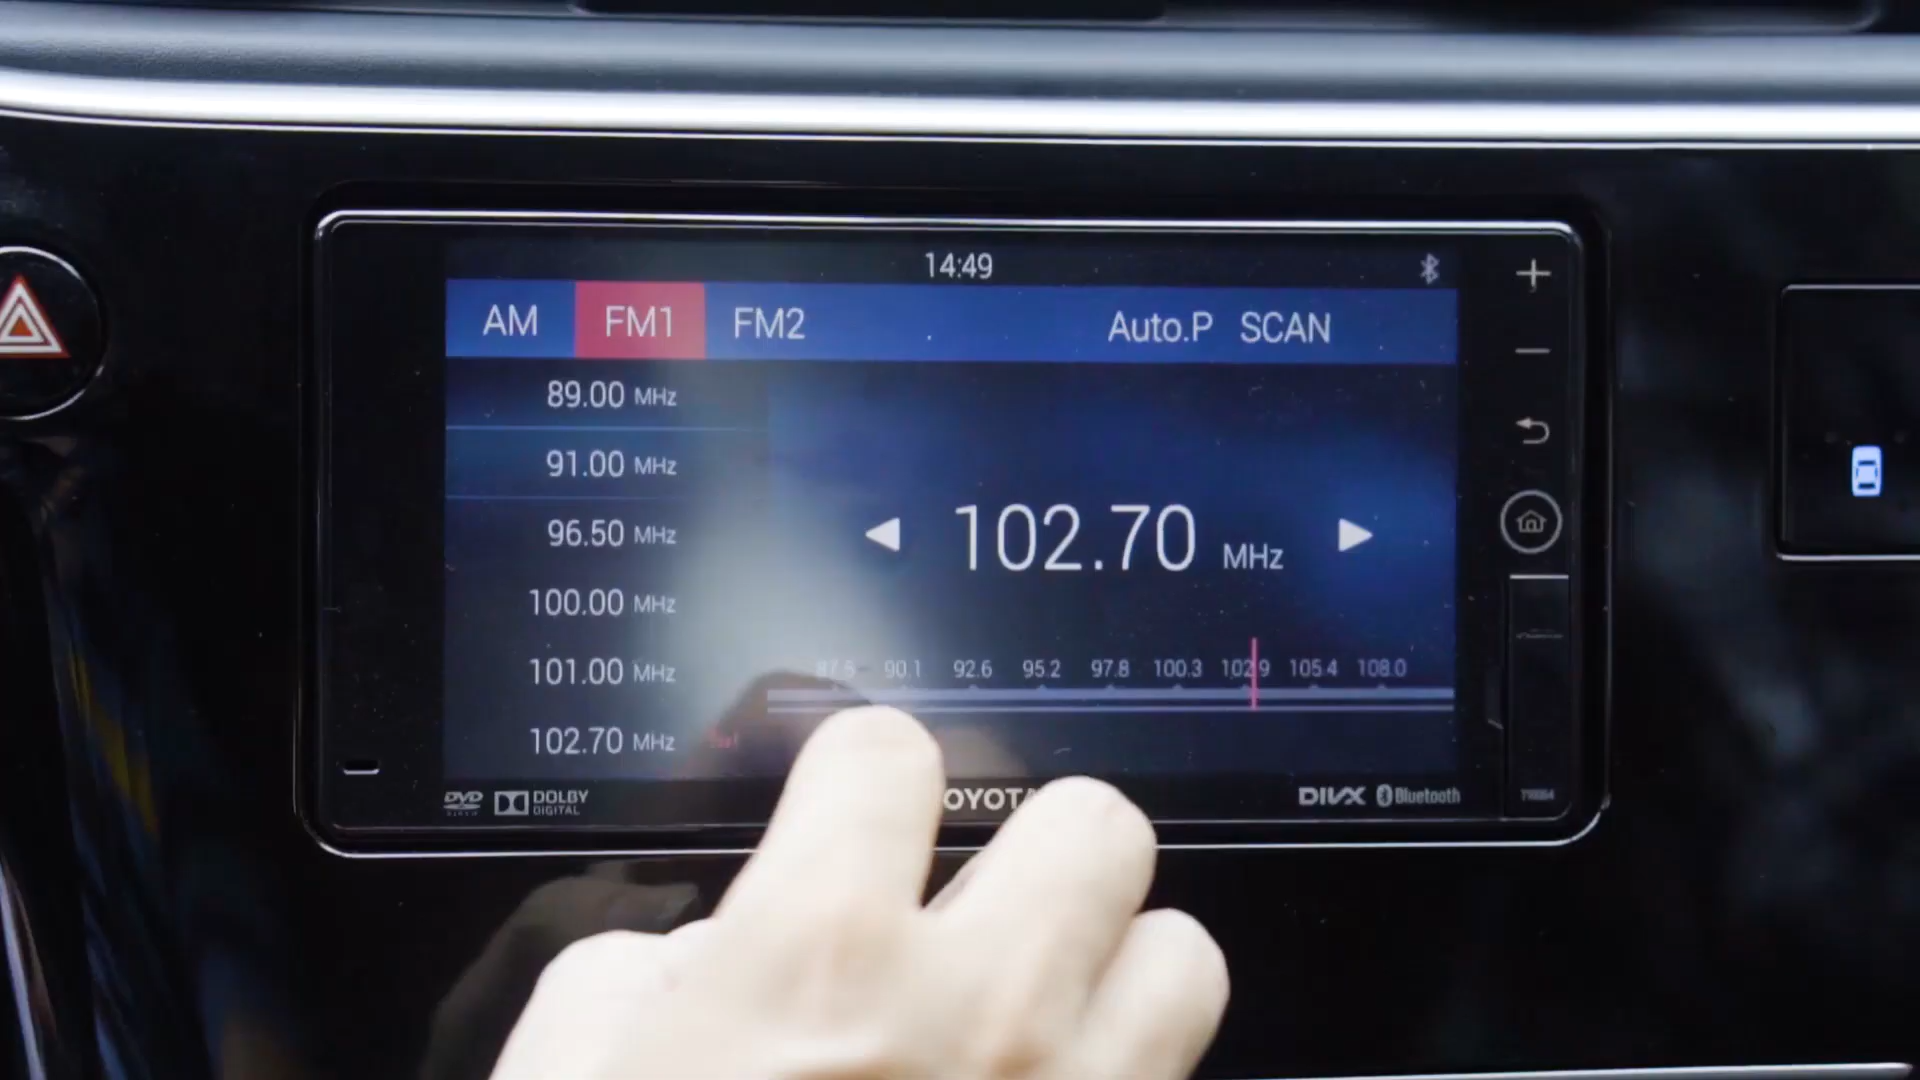 14:49
AM FM1 FM2 Auto.P SCAN
89.00 MHz
91.00 MHz
96.50 MHz
100.00 MHz
101.00 MHz
102.70 MHz
102.70 MHz
87.5 90.1 92.6 95.2 97.8 100.3 102.9 105.4 108.0
DVD DOLBY DIGITAL
OYOTA
DIVX Bluetooth